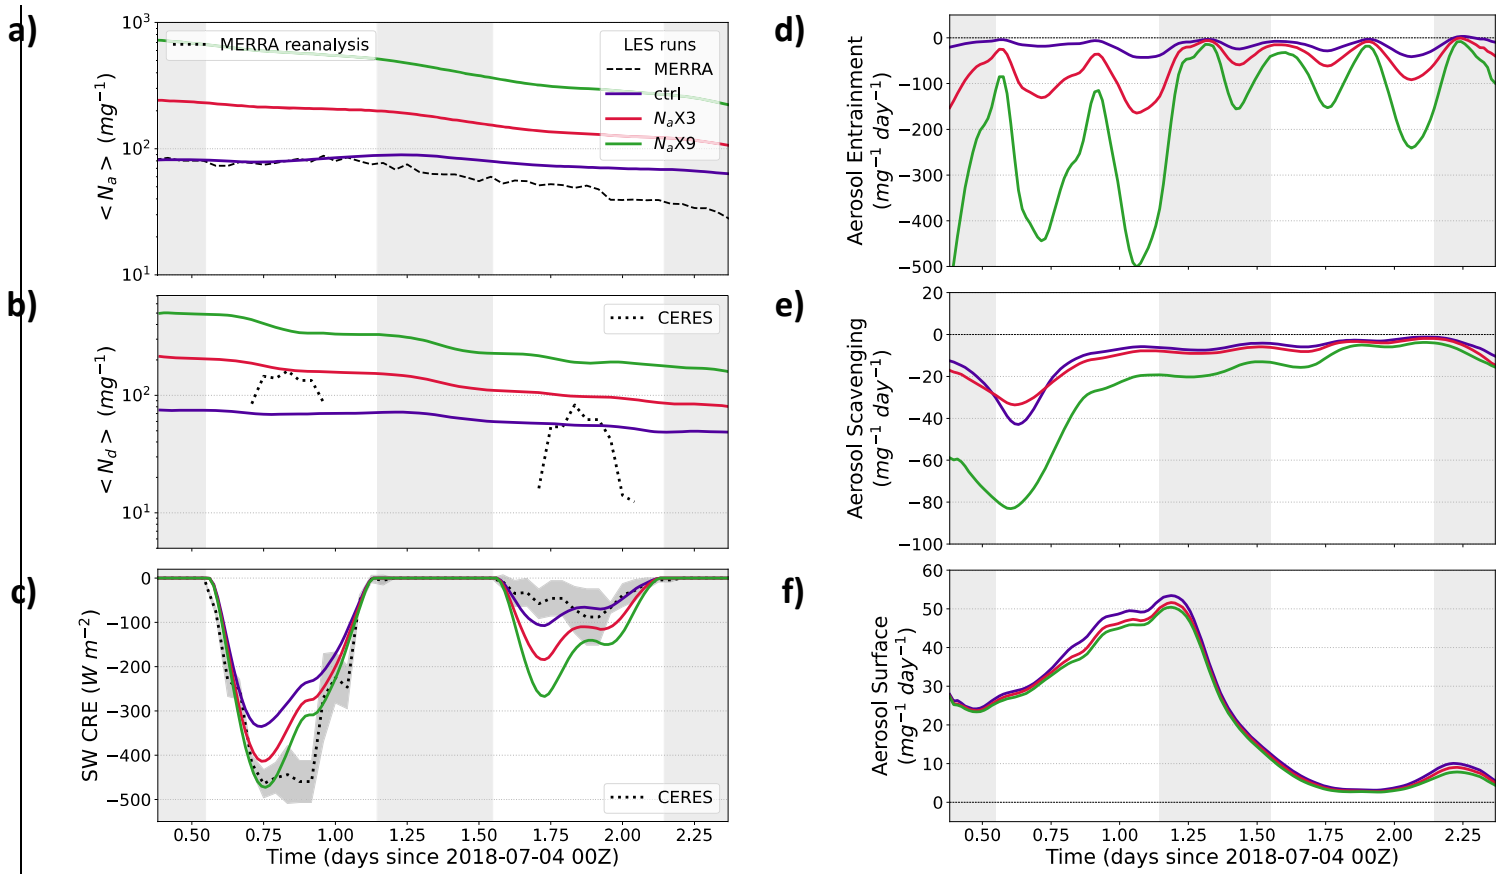 a)
10³
10²
10¹
< Nₐ > (mg⁻¹)
MERRA reanalysis
LES runs
MERRA
ctrl
NₐX3
NₐX9
b)
10²
10¹
< N_d > (mg⁻¹)
CERES
c)
0
−100
−200
−300
−400
−500
SW CRE (W m⁻²)
CERES
0.50 0.75 1.00 1.25 1.50 1.75 2.00 2.25
Time (days since 2018-07-04 00Z)
d)
0
−100
−200
−300
−400
−500
Aerosol Entrainment
(mg⁻¹ day⁻¹)
e)
20
0
−20
−40
−60
−80
−100
Aerosol Scavenging
(mg⁻¹ day⁻¹)
f)
60
50
40
30
20
10
0
Aerosol Surface
(mg⁻¹ day⁻¹)
0.50 0.75 1.00 1.25 1.50 1.75 2.00 2.25
Time (days since 2018-07-04 00Z)